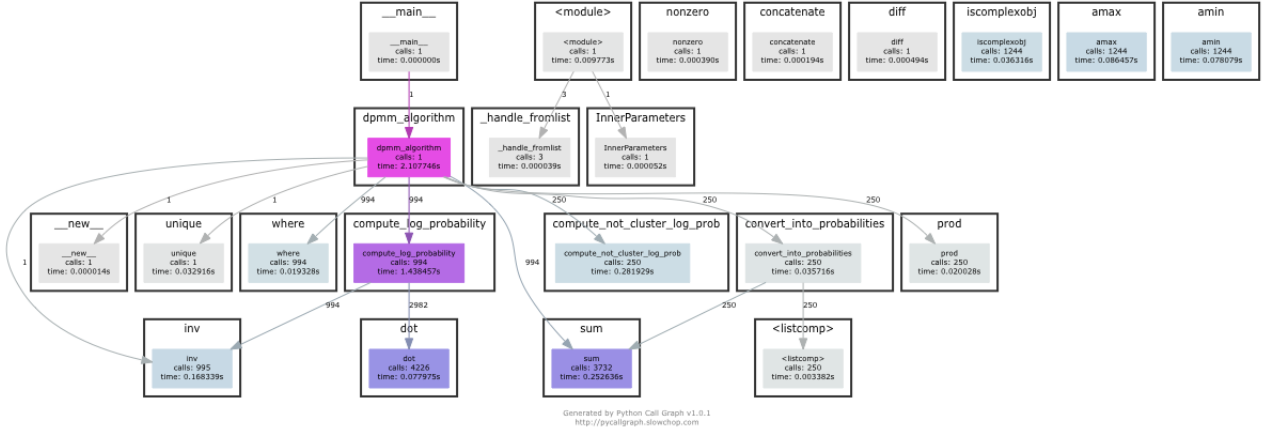 __main__
__main__
calls: 1
time: 0.000000s
<module>
<module>
calls: 1
time: 0.009773s
nonzero
nonzero
calls: 1
time: 0.000390s
concatenate
concatenate
calls: 1
time: 0.000194s
diff
diff
calls: 1
time: 0.000494s
iscomplexobj
iscomplexobj
calls: 1244
time: 0.036316s
amax
amax
calls: 1244
time: 0.086457s
amin
amin
calls: 1244
time: 0.078079s
1
3
1
dpmm_algorithm
dpmm_algorithm
calls: 1
time: 2.107746s
_handle_fromlist
_handle_fromlist
calls: 3
time: 0.000039s
InnerParameters
InnerParameters
calls: 1
time: 0.000052s
1
1
994
994
250
250
250
__new__
__new__
calls: 1
time: 0.000014s
unique
unique
calls: 1
time: 0.032916s
where
where
calls: 994
time: 0.019328s
compute_log_probability
compute_log_probability
calls: 994
time: 1.438457s
compute_not_cluster_log_prob
compute_not_cluster_log_prob
calls: 250
time: 0.281929s
convert_into_probabilities
convert_into_probabilities
calls: 250
time: 0.035716s
prod
prod
calls: 250
time: 0.020028s
1
994
994
2982
250
250
inv
inv
calls: 995
time: 0.168339s
dot
dot
calls: 4226
time: 0.077975s
sum
sum
calls: 3732
time: 0.252636s
<listcomp>
<listcomp>
calls: 250
time: 0.003382s
Generated by Python Call Graph v1.0.1
http://pycallgraph.slowchop.com